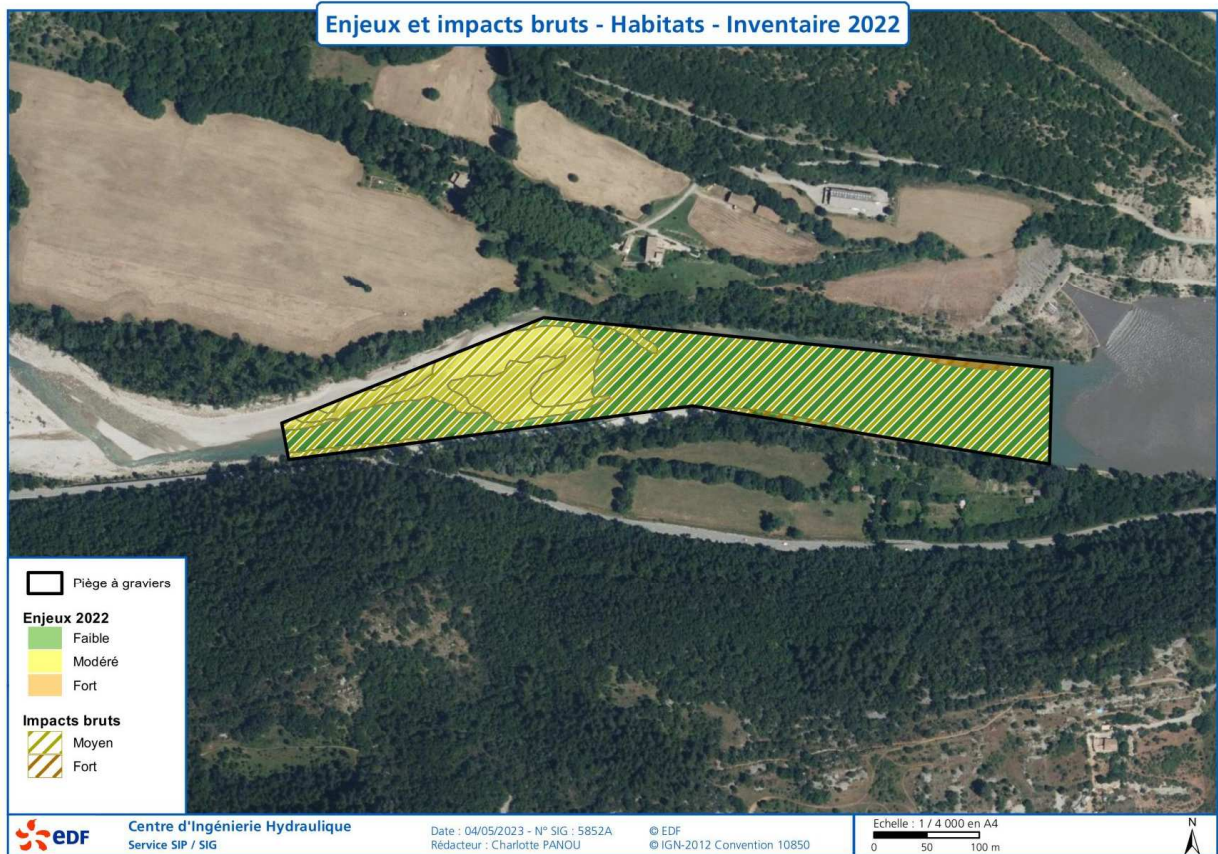 Enjeux et impacts bruts - Habitats - Inventaire 2022
Piège à graviers
Enjeux 2022
Faible
Modéré
Fort
Impacts bruts
Moyen
Fort
EDF
Centre d'Ingénierie Hydraulique
Service SIP / SIG
Date : 04/05/2023 - N° SIG : 5852A
Rédacteur : Charlotte PANOU
© EDF
© IGN-2012 Convention 10850
Echelle : 1 / 4 000 en A4
0 50 100 m
N